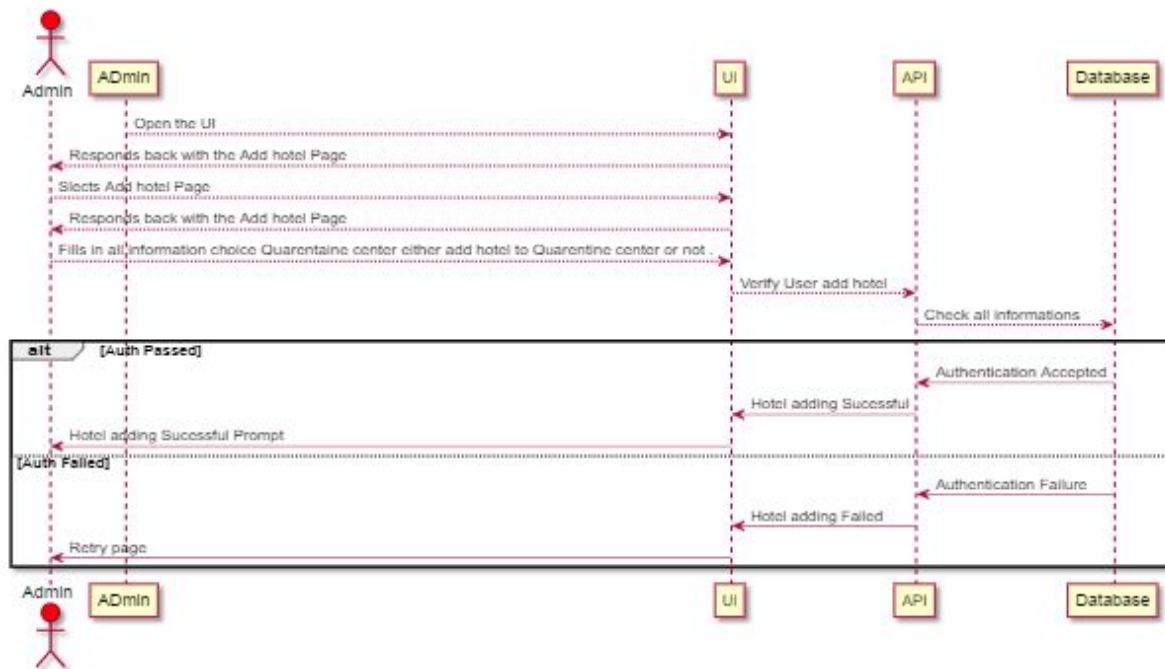 Admin
ADmin
UI
API
Database
Open the UI
Responds back with the Add hotel Page
Slects Add hotel Page
Responds back with the Add hotel Page
Fills in all information choice Quarentaine center either add hotel to Quarentine center or not .
Verify User add hotel
Check all informations
alt [Auth Passed]
Authentication Accepted
Hotel adding Sucessful
Hotel adding Sucessful Prompt
[Auth Failed]
Authentication Failure
Hotel adding Failed
Retry page
Admin
ADmin
UI
API
Database